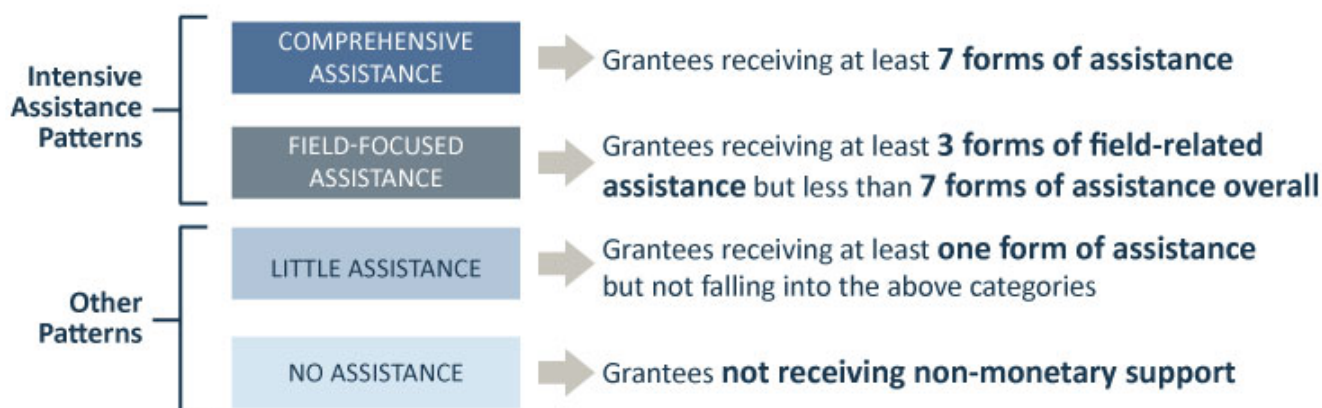 Intensive
Assistance
Patterns
COMPREHENSIVE
ASSISTANCE
Grantees receiving at least 7 forms of assistance
FIELD-FOCUSED
ASSISTANCE
Grantees receiving at least 3 forms of field-related
assistance but less than 7 forms of assistance overall
Other
Patterns
LITTLE ASSISTANCE
Grantees receiving at least one form of assistance
but not falling into the above categories
NO ASSISTANCE
Grantees not receiving non-monetary support